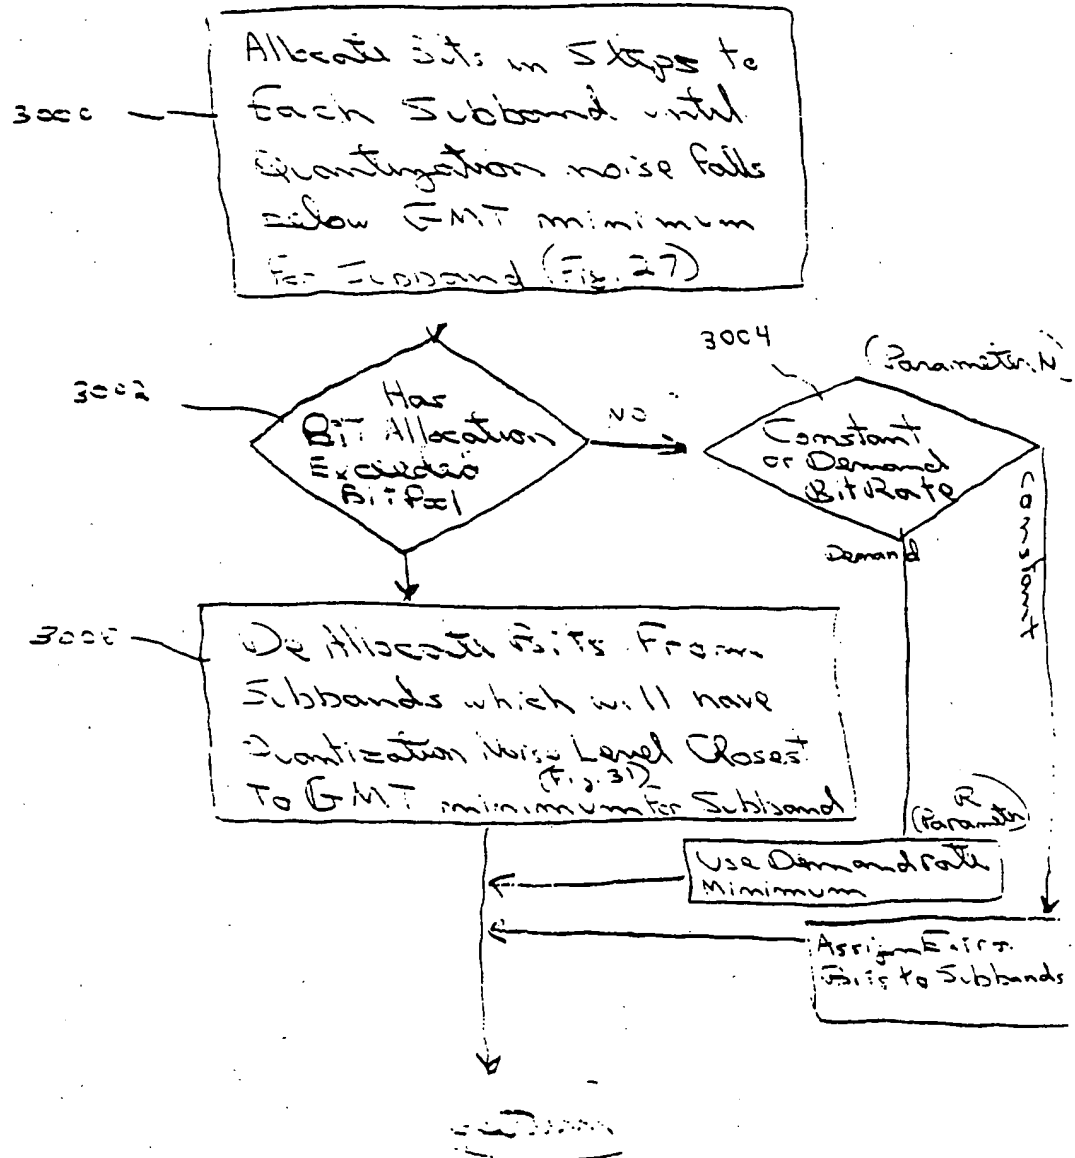 Allocate Bits in Steps to
3000
Each Subband until
Quantization noise falls
below GMT minimum
For Subband (Fig. 27)
3004
(Parameter N)
3002
Has
Bit Allocation
Exceeded
Bit Pool
NO
Constant
or Demand
Bit Rate
Constant
Demand
De Allocate Bits From
Subbands which will have
Quantization Noise Level Closest
(Fig. 31)
To GMT minimum for Subband
R
(Parameter)
Use Demand rate
Minimum
Assign Extra
Bits to Subbands